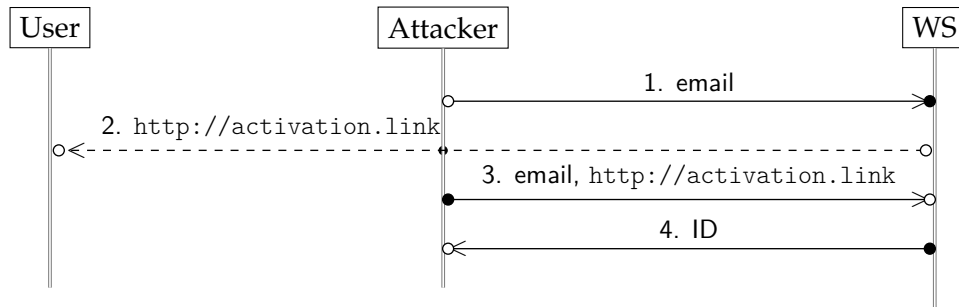 User
Attacker
WS
1. email
2. http://activation.link
3. email, http://activation.link
4. ID